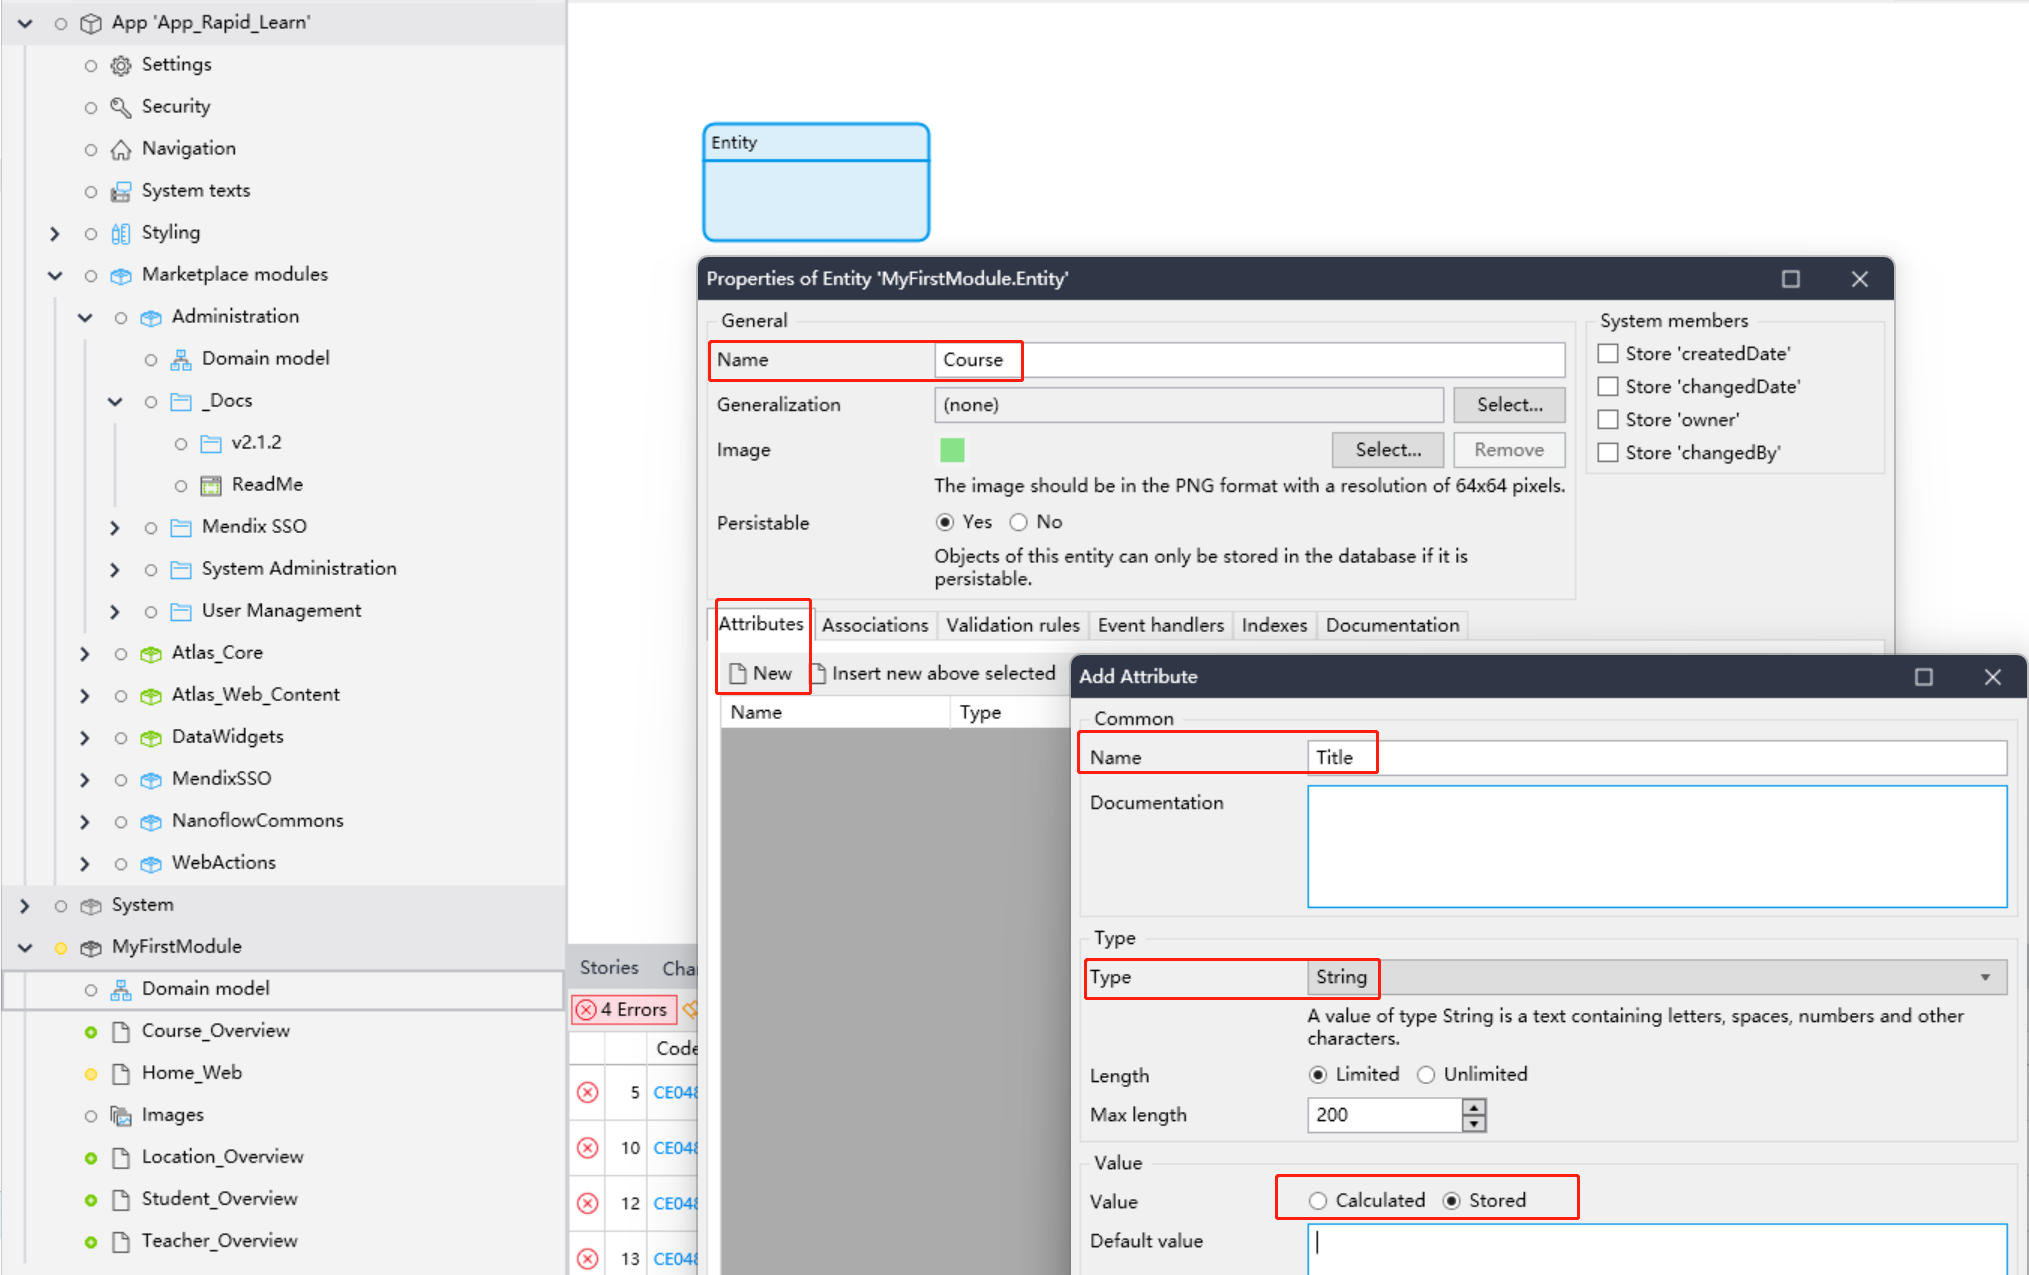 App 'App_Rapid_Learn'
Settings
Security
Navigation
System texts
Styling
Marketplace modules
Administration
Domain model
_Docs
v2.1.2
ReadMe
Mendix SSO
System Administration
User Management
Atlas_Core
Atlas_Web_Content
DataWidgets
MendixSSO
NanoflowCommons
WebActions
System
MyFirstModule
Domain model
Course_Overview
Home_Web
Images
Location_Overview
Student_Overview
Teacher_Overview
Entity
Properties of Entity 'MyFirstModule.Entity'
General
Name Course
Generalization (none) Select...
Image Select... Remove
The image should be in the PNG format with a resolution of 64x64 pixels.
Persistable Yes No
Objects of this entity can only be stored in the database if it is
persistable.
System members
Store 'createdDate'
Store 'changedDate'
Store 'owner'
Store 'changedBy'
Attributes Associations Validation rules Event handlers Indexes Documentation
New Insert new above selected
Name Type
Add Attribute
Common
Name Title
Documentation
Type
Type String
A value of type String is a text containing letters, spaces, numbers and other
characters.
Length Limited Unlimited
Max length 200
Value
Value Calculated Stored
Default value
Stories Cha
4 Errors
Code
5 CE048
10 CE048
12 CE048
13 CE048